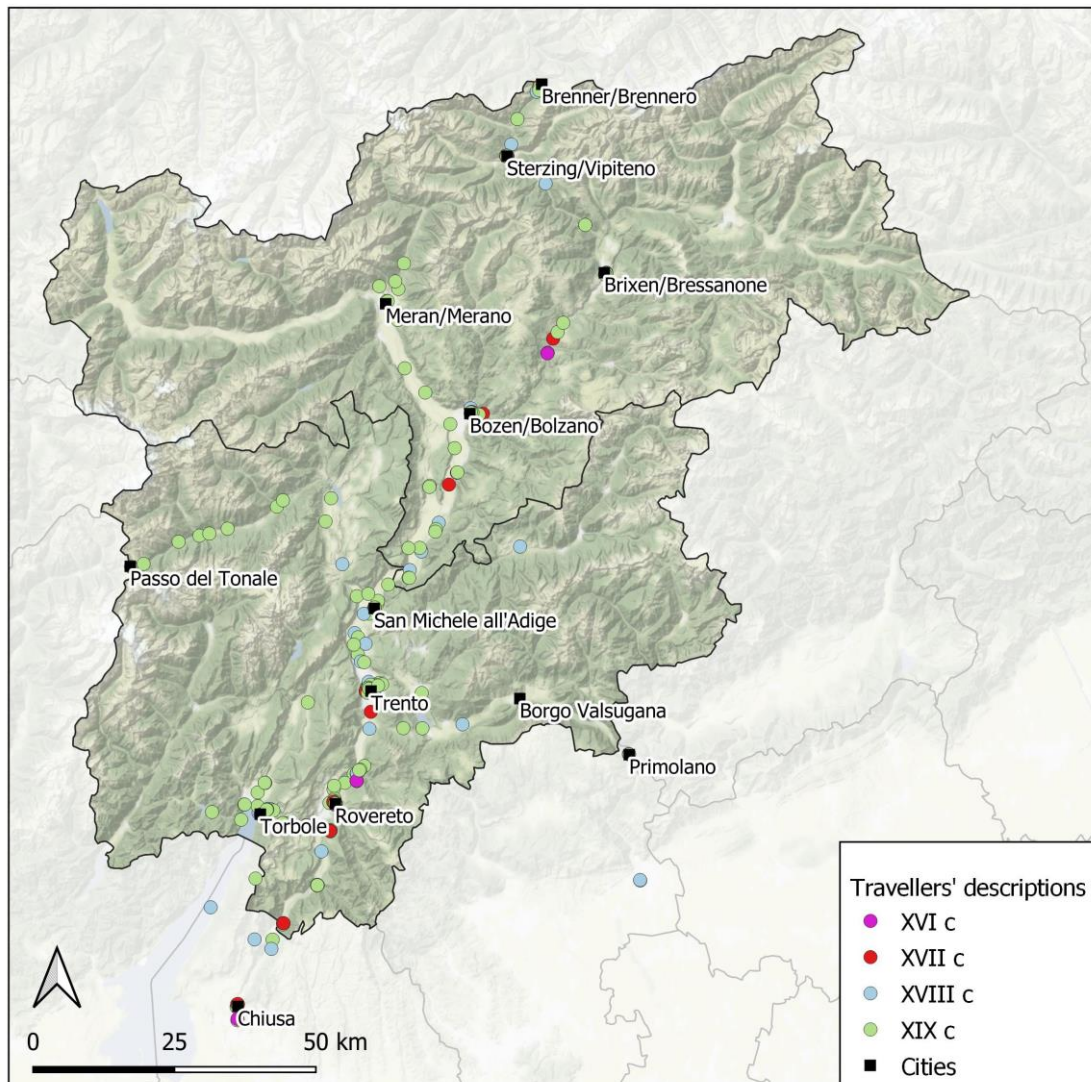 Brenner/Brennero
Sterzing/Vipiteno
Brixen/Bressanone
Meran/Merano
Bozen/Bolzano
Passo del Tonale
San Michele all'Adige
Trento
Borgo Valsugana
Primolano
Rovereto
Torbole
Chiusa
0 25 50 km
Travellers' descriptions
XVI c
XVII c
XVIII c
XIX c
Cities